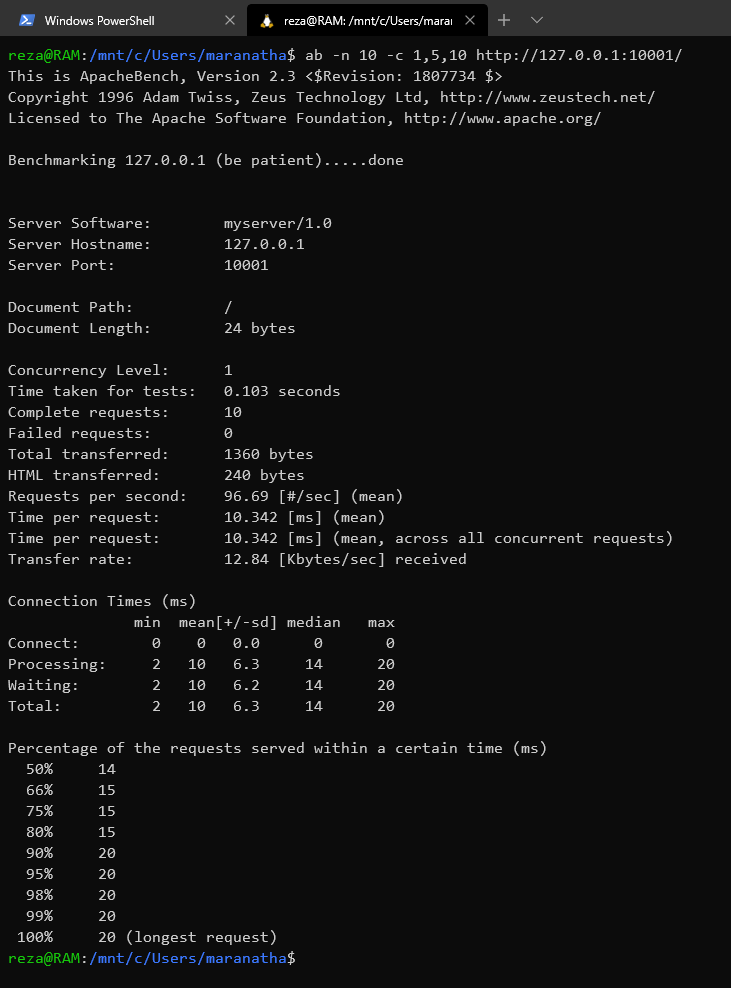 Windows PowerShell
reza@RAM: /mnt/c/Users/maran
reza@RAM:/mnt/c/Users/maranatha$ ab -n 10 -c 1,5,10 http://127.0.0.1:10001/
This is ApacheBench, Version 2.3 <$Revision: 1807734 $>
Copyright 1996 Adam Twiss, Zeus Technology Ltd, http://www.zeustech.net/
Licensed to The Apache Software Foundation, http://www.apache.org/

Benchmarking 127.0.0.1 (be patient).....done


Server Software:        myserver/1.0
Server Hostname:        127.0.0.1
Server Port:            10001

Document Path:          /
Document Length:        24 bytes

Concurrency Level:      1
Time taken for tests:   0.103 seconds
Complete requests:      10
Failed requests:        0
Total transferred:      1360 bytes
HTML transferred:       240 bytes
Requests per second:    96.69 [#/sec] (mean)
Time per request:       10.342 [ms] (mean)
Time per request:       10.342 [ms] (mean, across all concurrent requests)
Transfer rate:          12.84 [Kbytes/sec] received

Connection Times (ms)
              min  mean[+/-sd] median   max
Connect:        0    0   0.0      0       0
Processing:     2   10   6.3     14      20
Waiting:        2   10   6.2     14      20
Total:          2   10   6.3     14      20

Percentage of the requests served within a certain time (ms)
  50%     14
  66%     15
  75%     15
  80%     15
  90%     20
  95%     20
  98%     20
  99%     20
 100%     20 (longest request)
reza@RAM:/mnt/c/Users/maranatha$